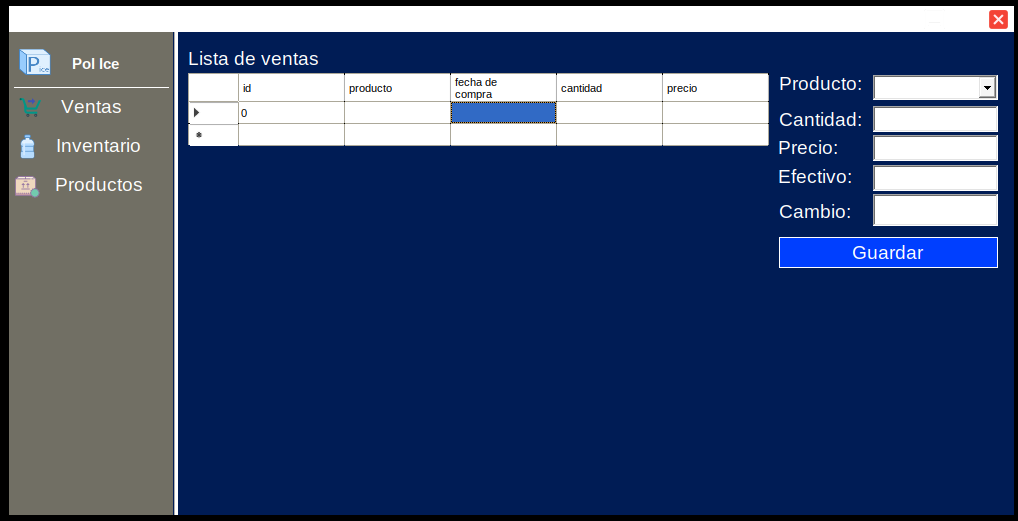 P
ice
Pol Ice
Ventas
Inventario
Productos
Lista de ventas
id producto fecha de compra cantidad precio
0
Producto:
Cantidad:
Precio:
Efectivo:
Cambio:
Guardar